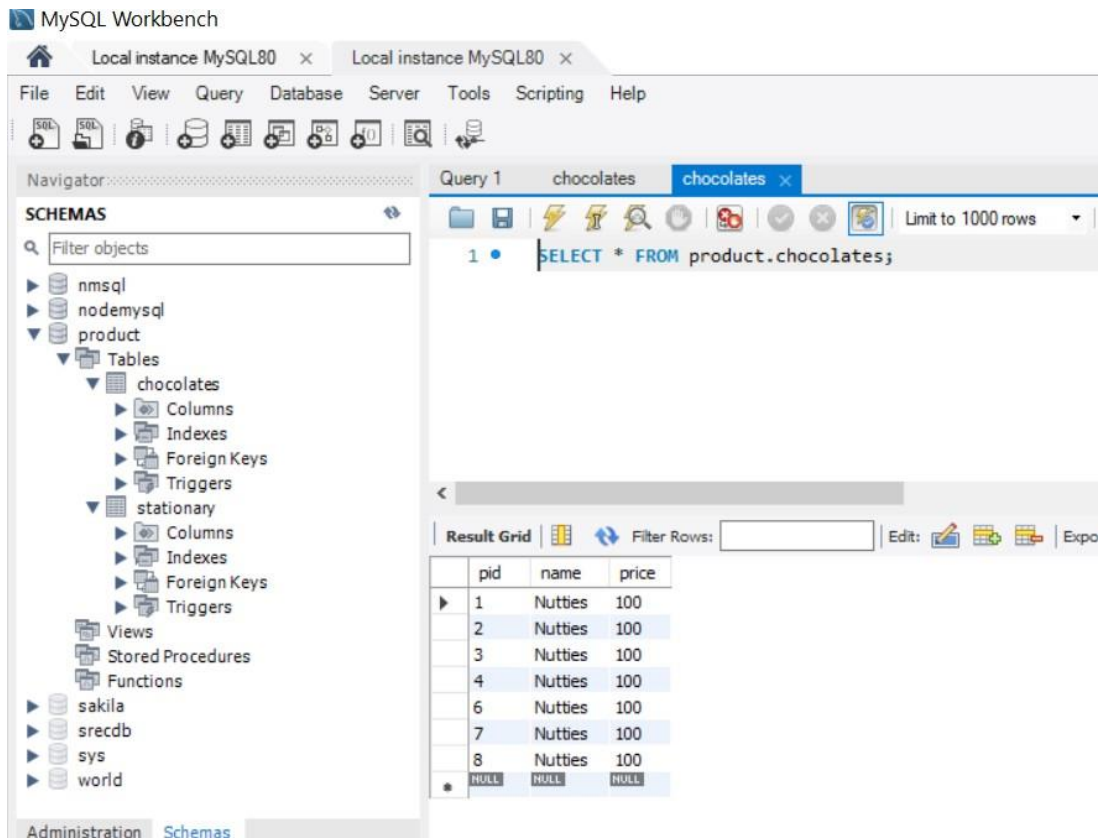 MySQL Workbench
Local instance MySQL80 × Local instance MySQL80 ×
File Edit View Query Database Server Tools Scripting Help
Navigator
SCHEMAS
Filter objects
nmsql
nodemysql
product
Tables
chocolates
Columns
Indexes
Foreign Keys
Triggers
stationary
Columns
Indexes
Foreign Keys
Triggers
Views
Stored Procedures
Functions
sakila
srecdb
sys
world
Administration Schemas
Query 1 chocolates chocolates ×
Limit to 1000 rows
1 SELECT * FROM product.chocolates;
Result Grid Filter Rows: Edit: Expo
pid name price
1 Nutties 100
2 Nutties 100
3 Nutties 100
4 Nutties 100
6 Nutties 100
7 Nutties 100
8 Nutties 100
NULL NULL NULL